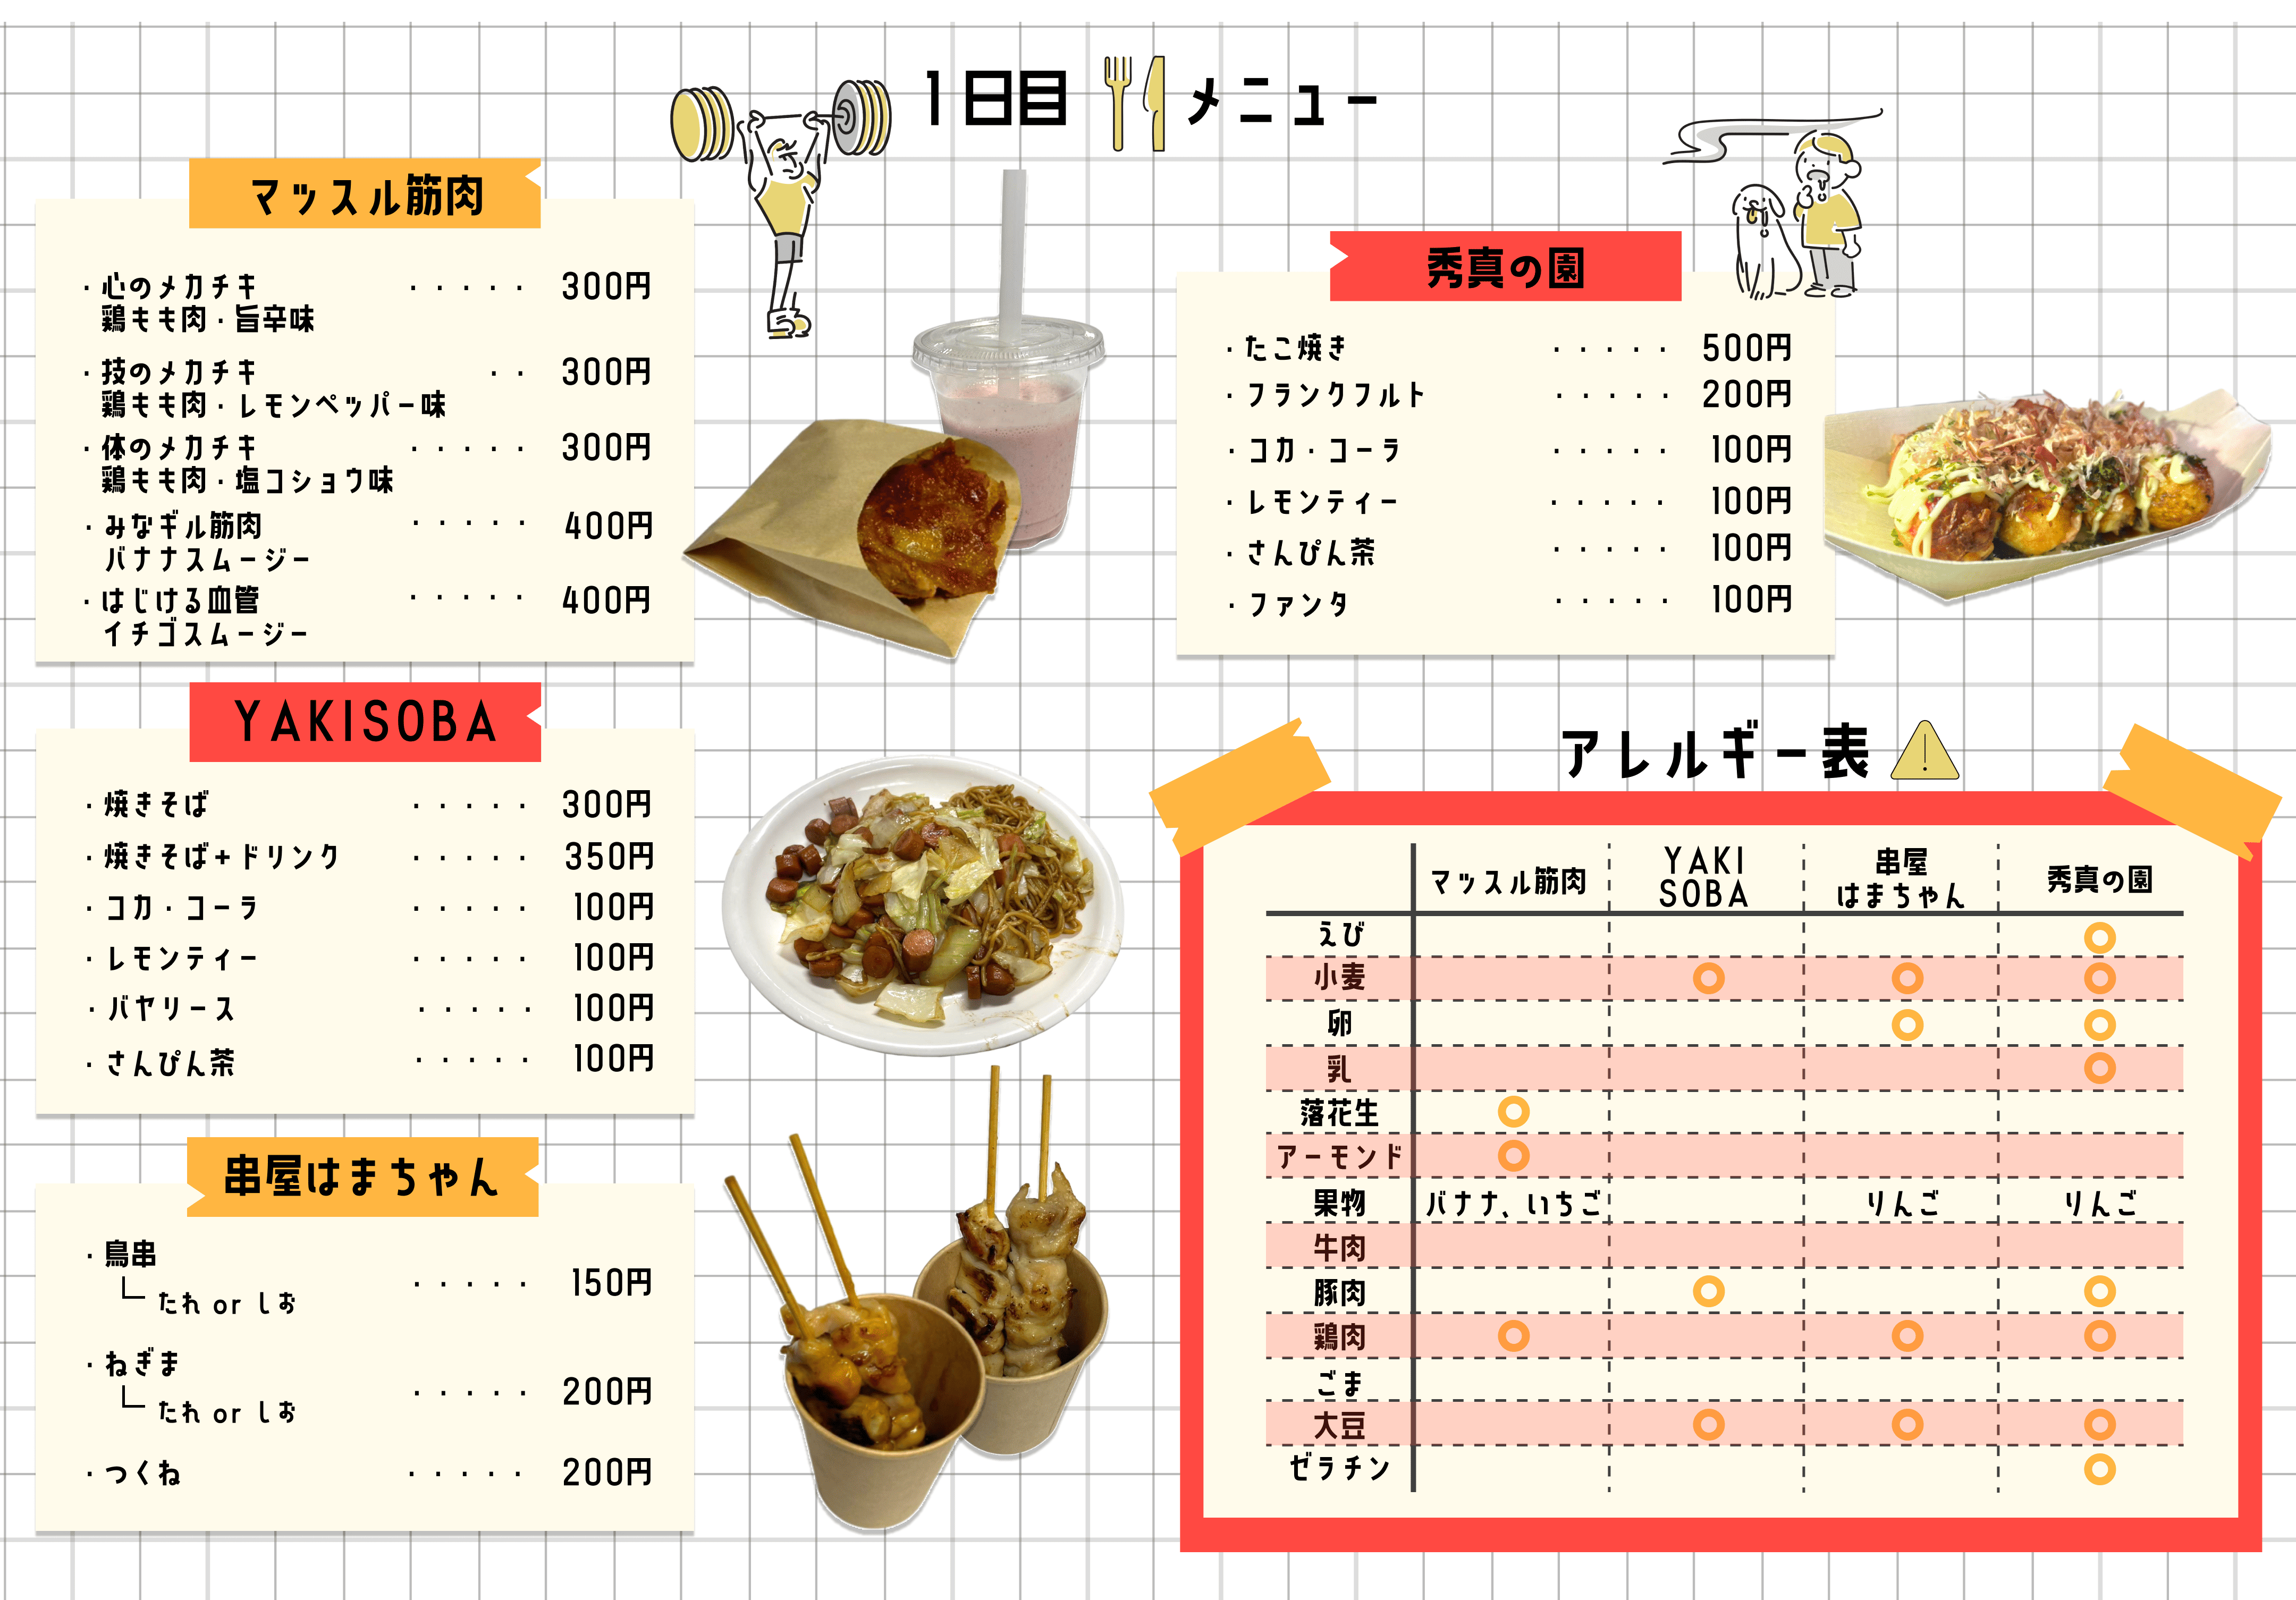 1日目 メニュー
マッスル筋肉
・心のメカチキ ・・・・・ 300円
鶏もも肉・旨辛味
・技のメカチキ ・・ 300円
鶏もも肉・レモンペッパー味
・体のメカチキ ・・・・・ 300円
鶏もも肉・塩コショウ味
・みなギル筋肉 ・・・・・ 400円
バナナスムージー
・はじける血管 ・・・・・ 400円
イチゴスムージー
YAKISOBA
・焼きそば ・・・・・ 300円
・焼きそば+ドリンク ・・・・・ 350円
・コカ・コーラ ・・・・・ 100円
・レモンティー ・・・・・ 100円
・バヤリース ・・・・・ 100円
・さんぴん茶 ・・・・・ 100円
串屋はまちゃん
・鳥串
たれ or しお ・・・・・ 150円
・ねぎま
たれ or しお ・・・・・ 200円
・つくね ・・・・・ 200円
秀真の園
・たこ焼き ・・・・・ 500円
・フランクフルト ・・・・・ 200円
・コカ・コーラ ・・・・・ 100円
・レモンティー ・・・・・ 100円
・さんぴん茶 ・・・・・ 100円
・ファンタ ・・・・・ 100円
アレルギー表
マッスル筋肉
YAKI
SOBA
串屋
はまちゃん
秀真の園
えび ○
小麦 ○ ○ ○
卵 ○ ○
乳 ○
落花生 ○
アーモンド ○
果物 バナナ、いちご りんご りんご
牛肉
豚肉 ○ ○
鶏肉 ○ ○ ○
ごま
大豆 ○ ○ ○
ゼラチン ○